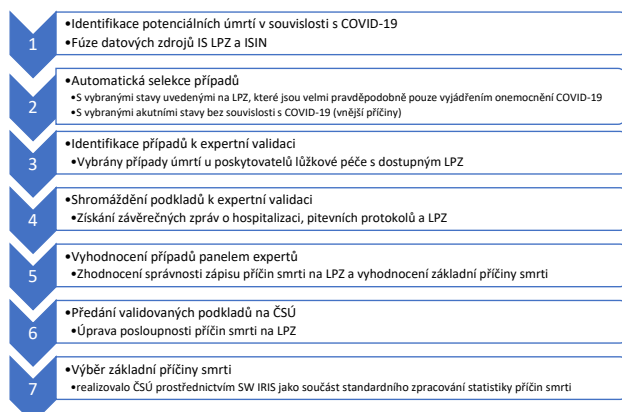 1
•Identifikace potenciálních úmrtí v souvislosti s COVID-19
•Fúze datových zdrojů IS LPZ a ISIN
2
•Automatická selekce případů
•S vybranými stavy uvedenými na LPZ, které jsou velmi pravděpodobně pouze vyjádřením onemocnění COVID-19
•S vybranými akutními stavy bez souvislosti s COVID-19 (vnější příčiny)
3
•Identifikace případů k expertní validaci
•Vybrány případy úmrtí u poskytovatelů lůžkové péče s dostupným LPZ
4
•Shromáždění podkladů k expertní validaci
•Získání závěrečných zpráv o hospitalizaci, pitevních protokolů a LPZ
5
•Vyhodnocení případů panelem expertů
•Zhodnocení správnosti zápisu příčin smrti na LPZ a vyhodnocení základní příčiny smrti
6
•Předání validovaných podkladů na ČSÚ
•Úprava posloupnosti příčin smrti na LPZ
7
•Výběr základní příčiny smrti
•realizovalo ČSÚ prostřednictvím SW IRIS jako součást standardního zpracování statistiky příčin smrti